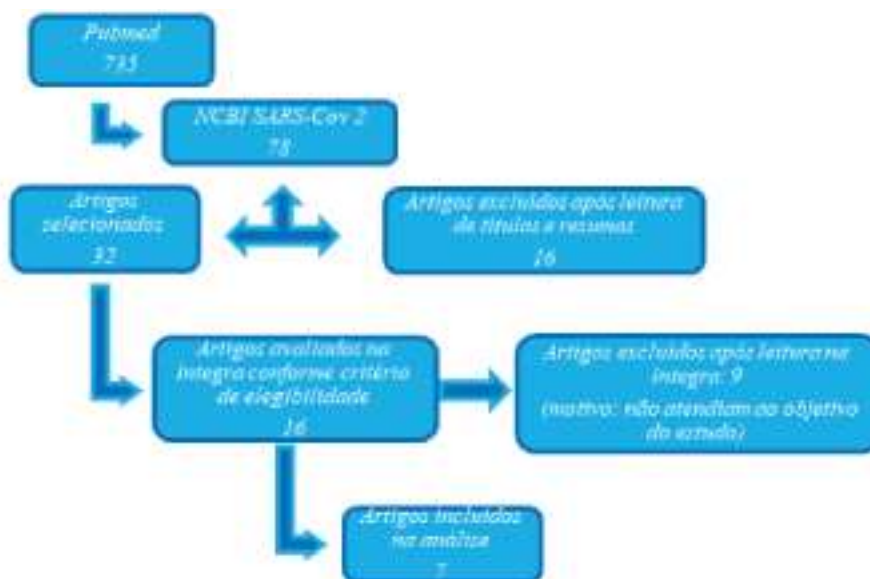 Pubmed
735
NCBI SARS-Cov 2
78
Artigos
selecionados
32
Artigos excluídos após leitura
de títulos e resumos
16
Artigos avaliados na
íntegra conforme critério
de elegibilidade
16
Artigos excluídos após leitura na
íntegra: 9
(motivo: não atendiam ao objetivo
do estudo)
Artigos incluídos
na análise
7